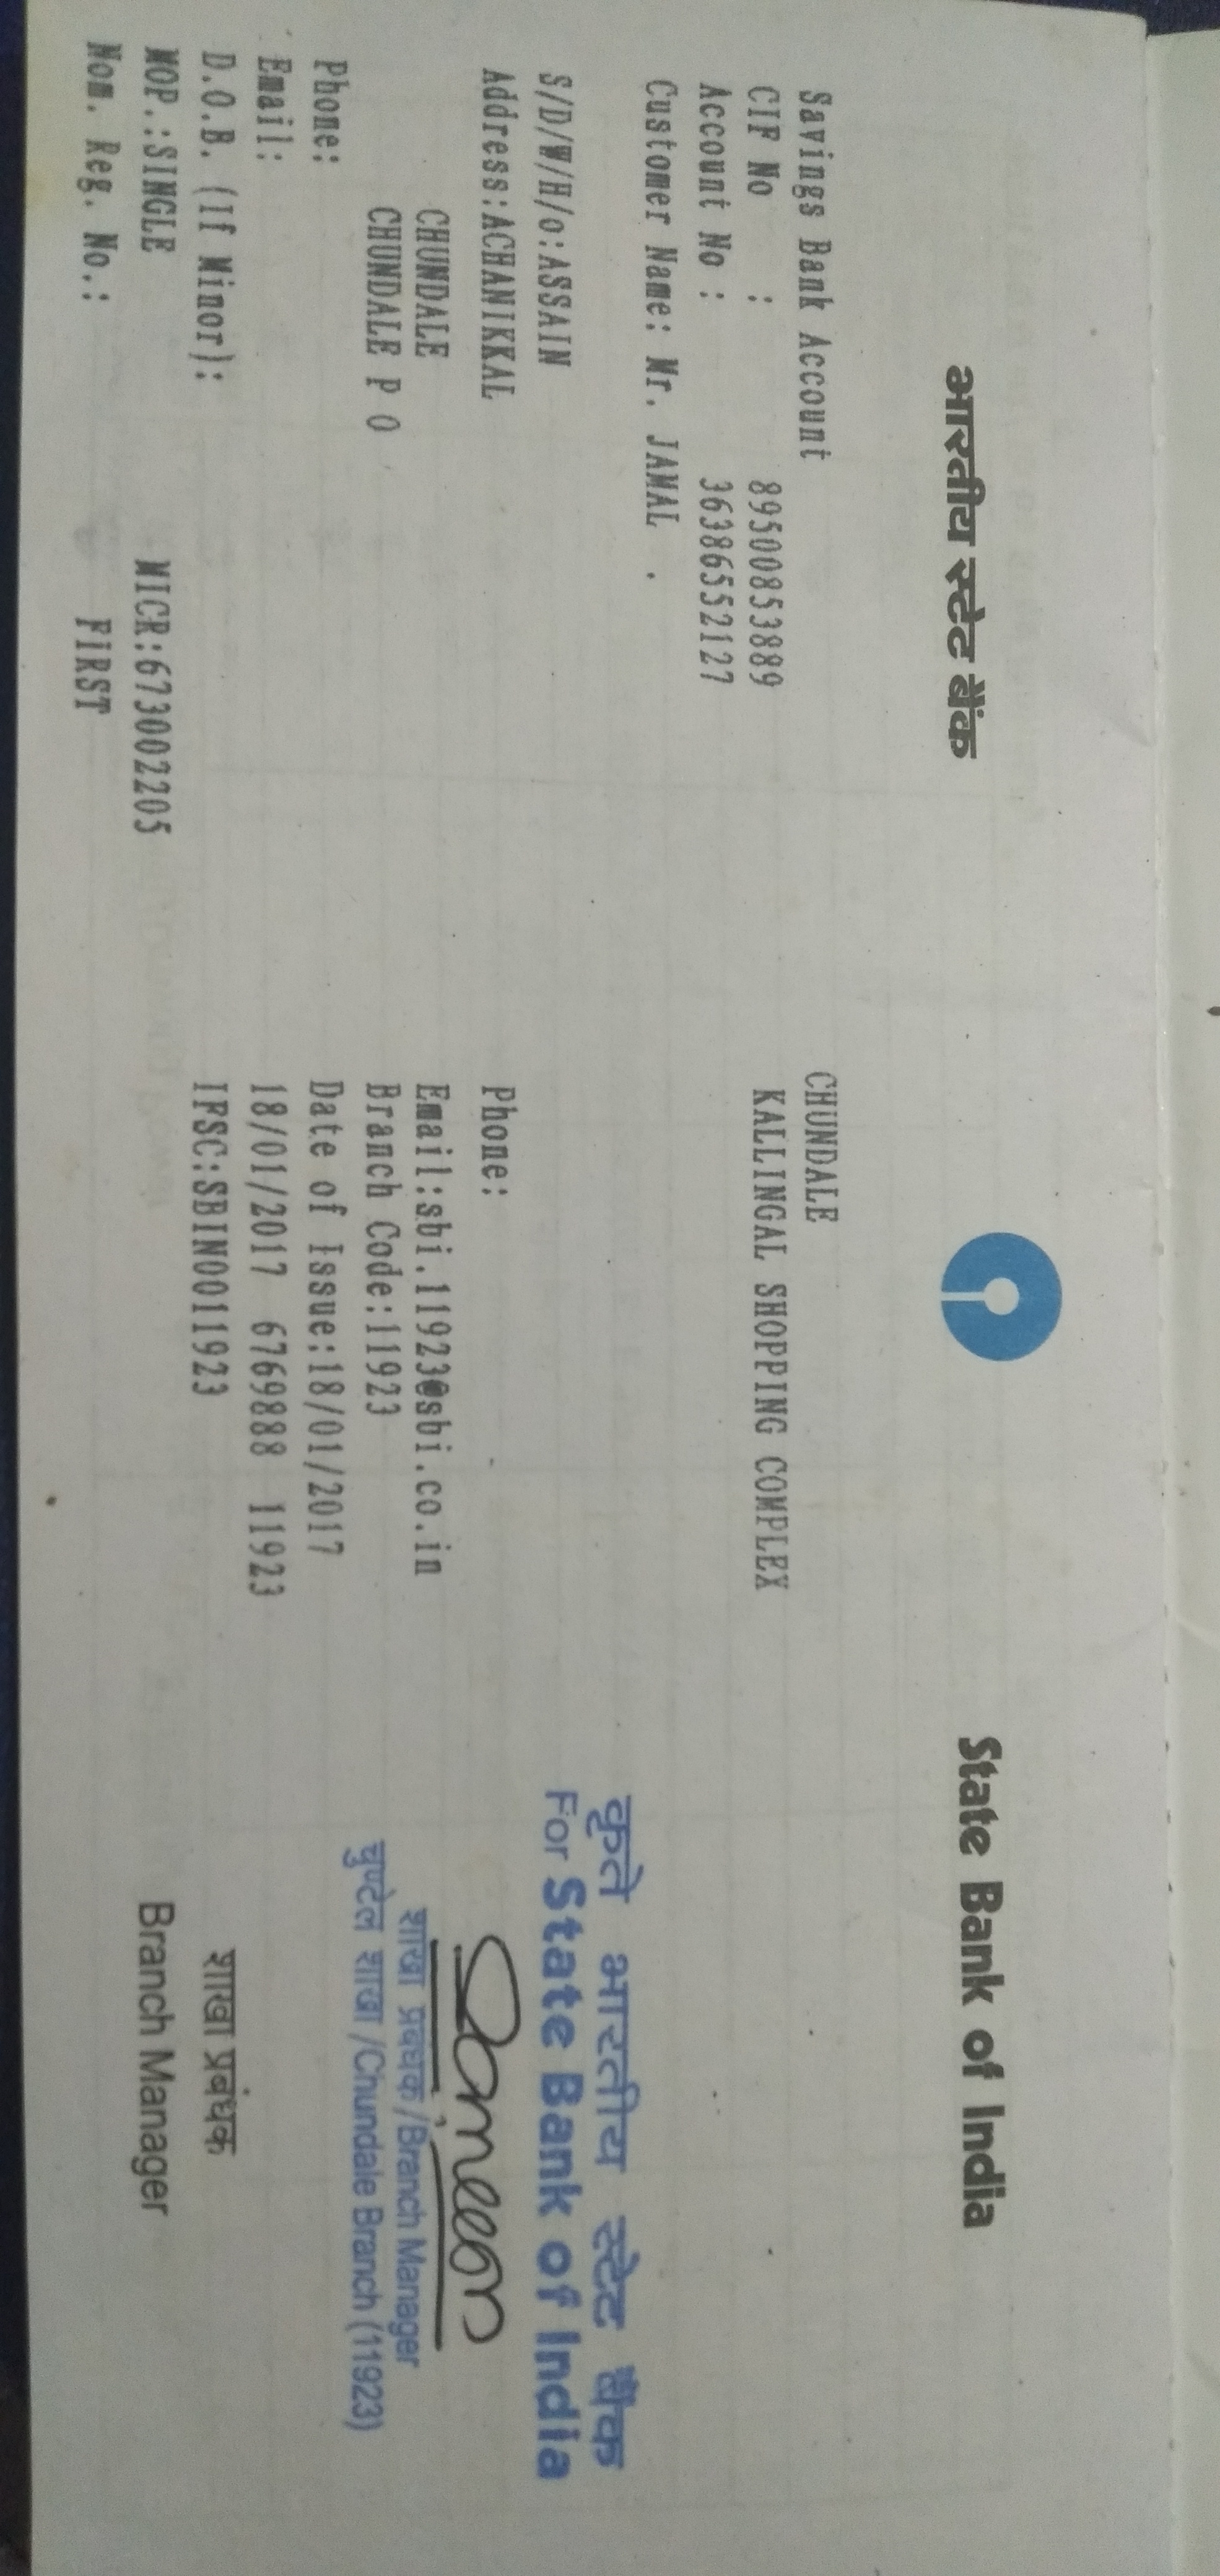 भारतीय स्टेट बैंक
State Bank of India
Savings Bank Account
CIF No : 89500853889
Account No : 36386552127
Customer Name: Mr. JAMAL .
S/D/W/H/o:ASSAIN
Address:ACHANIKKAL
CHUNDALE
CHUNDALE P O
Phone:
Email:
D.O.B. (If Minor):
MOP.:SINGLE
MICR:673002205
Nom. Reg. No.:
FIRST
CHUNDALE
KALLINGAL SHOPPING COMPLEX
Phone:
Email:sbi.11923@sbi.co.in
Branch Code:11923
Date of Issue:18/01/2017
18/01/2017 6769888 11923
IFSC:SBIN0011923
कृते भारतीय स्टेट बैंक
For State Bank of India
शाखा प्रबंधक/Branch Manager
चुण्टेल शाखा/Chundale Branch (11923)
शाखा प्रबंधक
Branch Manager